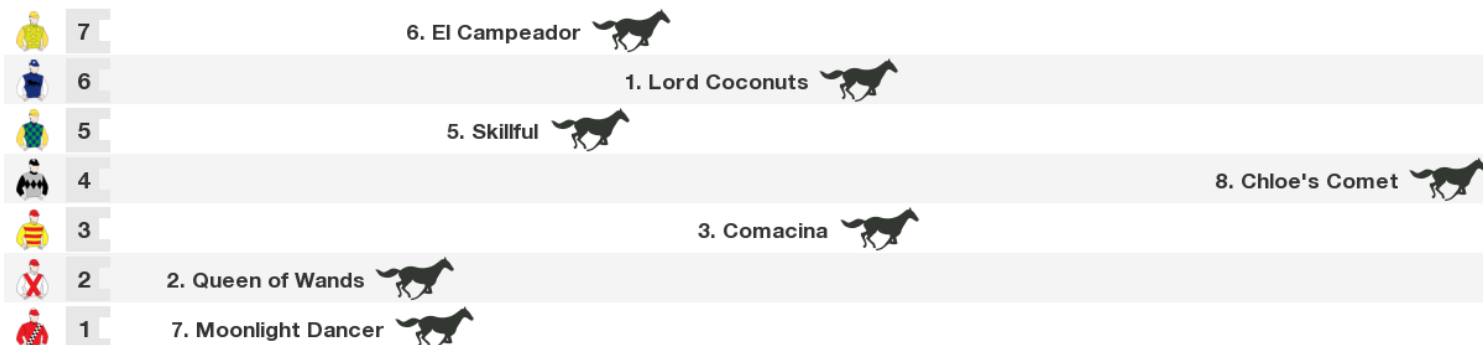 7 6. El Campeador
6 1. Lord Coconuts
5 5. Skillful
4 8. Chloe's Comet
3 3. Comacina
2 2. Queen of Wands
1 7. Moonlight Dancer